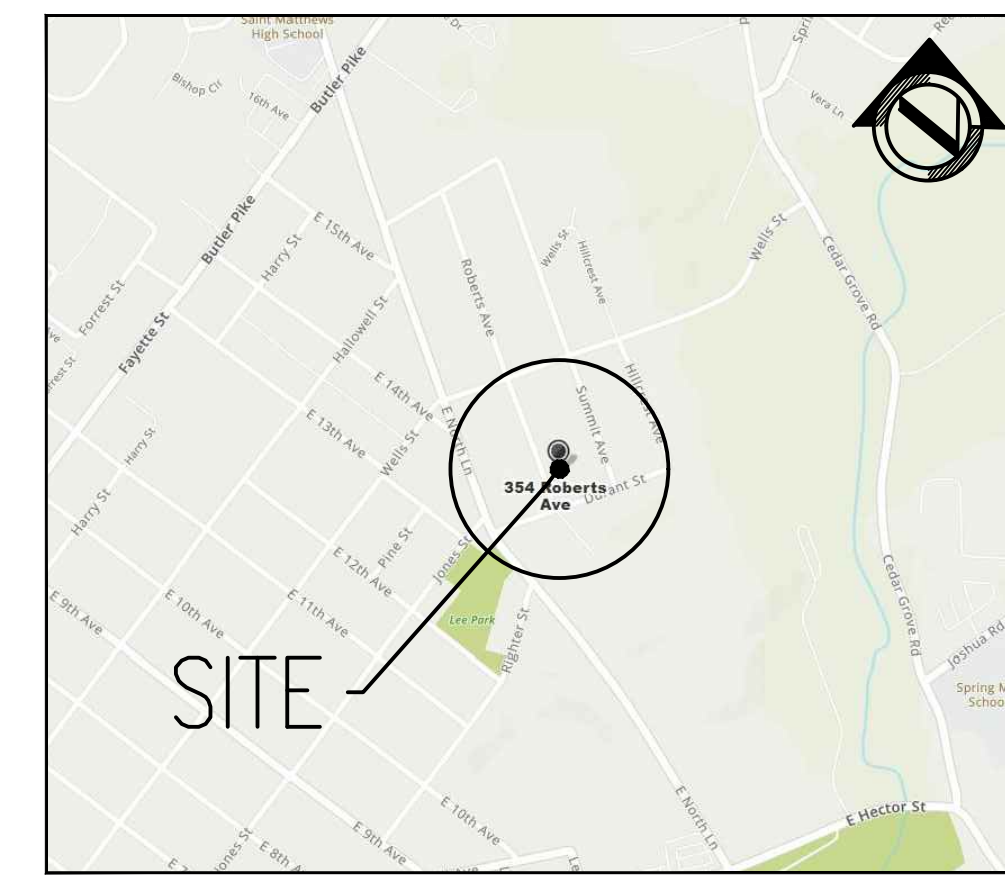 Saint Matthews
High School
Butler Pike
Bishop Cir
16th Ave
Vera Ln
Butler Pike
E 15th Ave
Harry St
Wells St
Hillcrest Ave
Wells St
Cedar Grove Rd
Roberts Ave
Forrest St
Hallowell St
Fayette St
E 14th Ave
Summit Ave
Hillcrest Ave
E 13th Ave
Wells St
E North Ln
Harry St
354 Roberts
Ave
Durant St
Harry St
Pine St
Jones St
E 12th Ave
E 9th Ave
E 10th Ave
E 11th Ave
Lee Park
Righter St
Cedar Grove Rd
Joshua Rd
SITE
Spring M
Schoo
E North Ln
E Hector St
E 10th Ave
E 9th Ave
Jones St
E 8th Ave